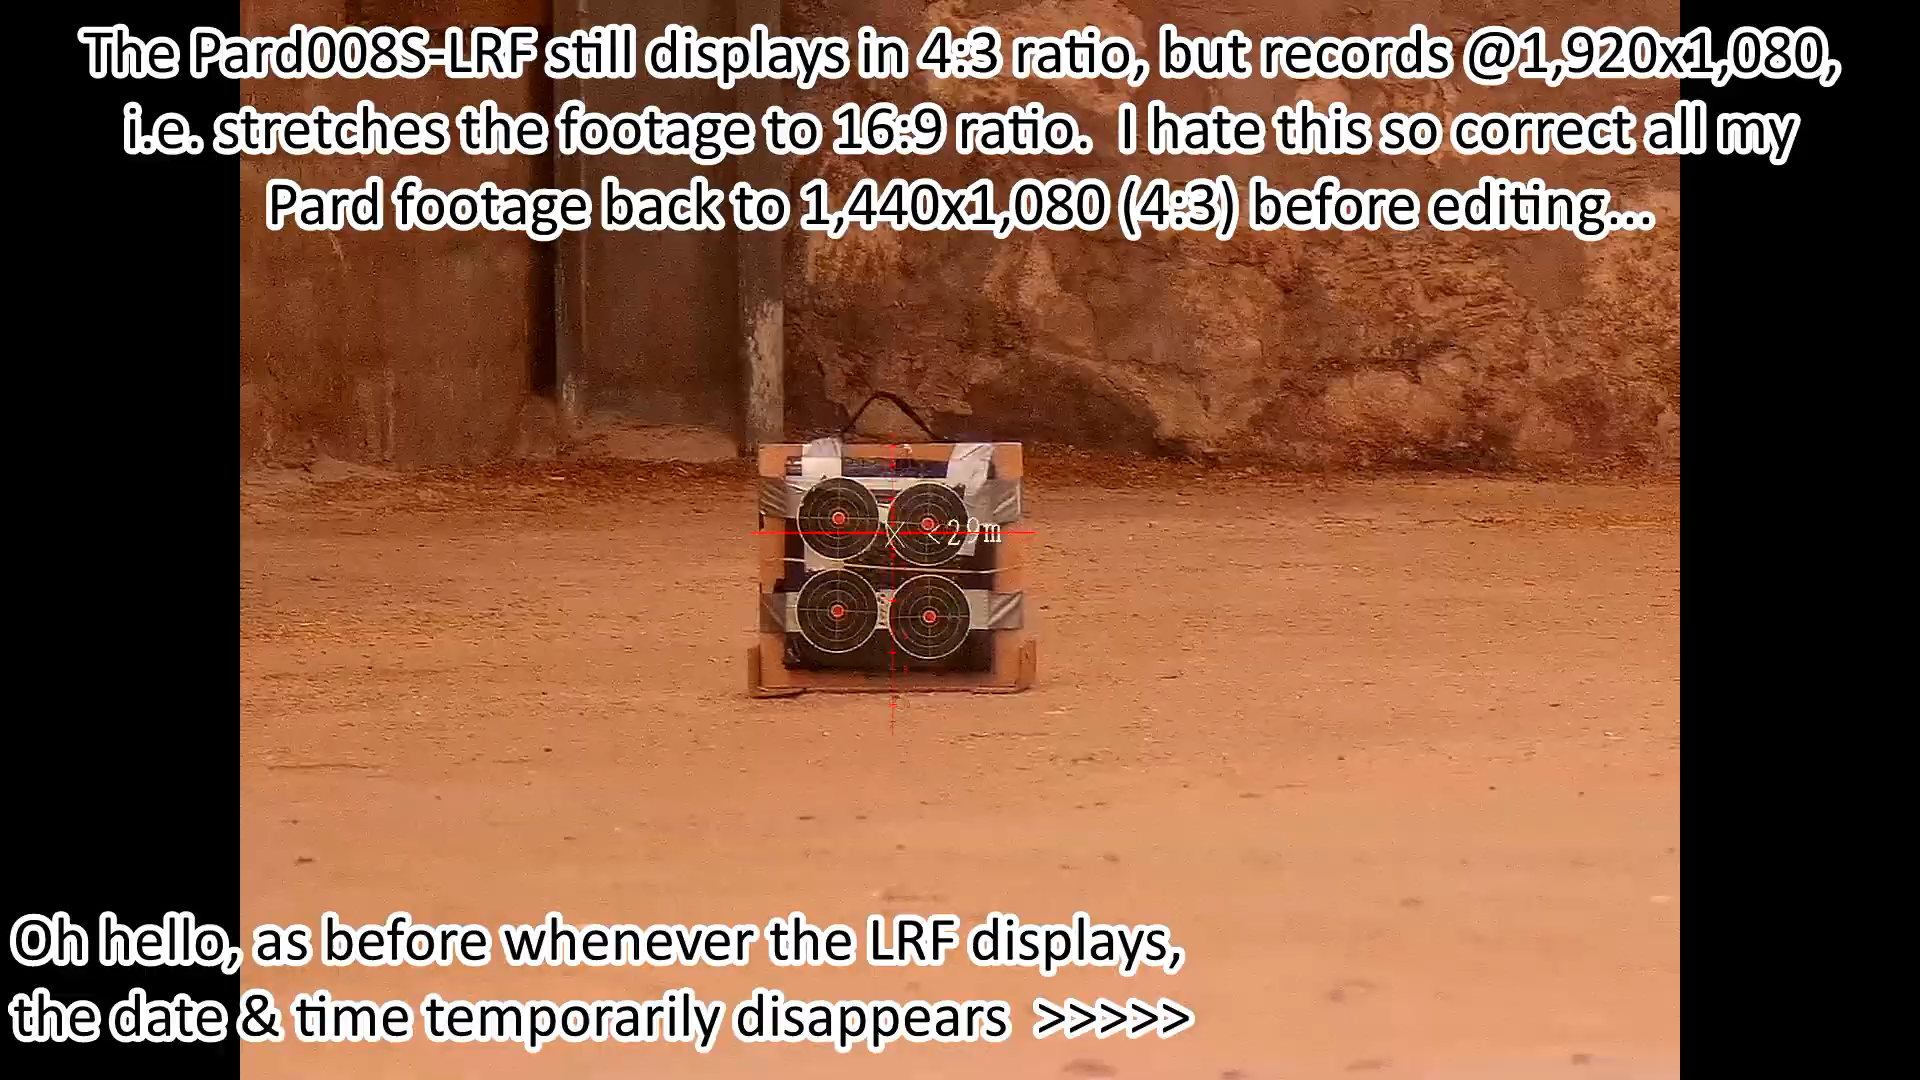 The Pard008S-LRF still displays in 4:3 ratio, but records @1,920x1,080,
i.e. stretches the footage to 16:9 ratio.  I hate this so correct all my
Pard footage back to 1,440x1,080 (4:3) before editing...
X <29m
Oh hello, as before whenever the LRF displays,
the date & time temporarily disappears  >>>>>